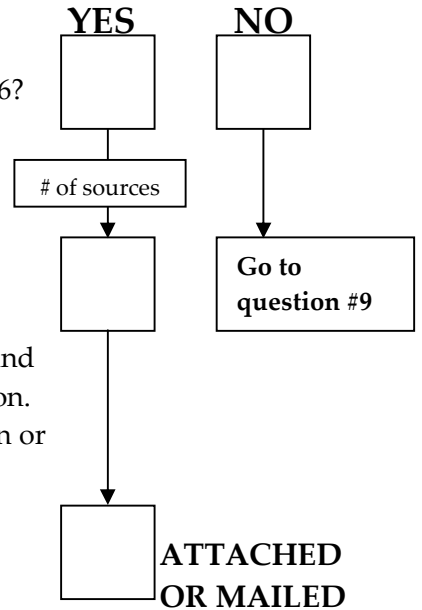 YES NO
6?
# of sources
Go to
question #9
nd
on.
n or
ATTACHED
OR MAILED